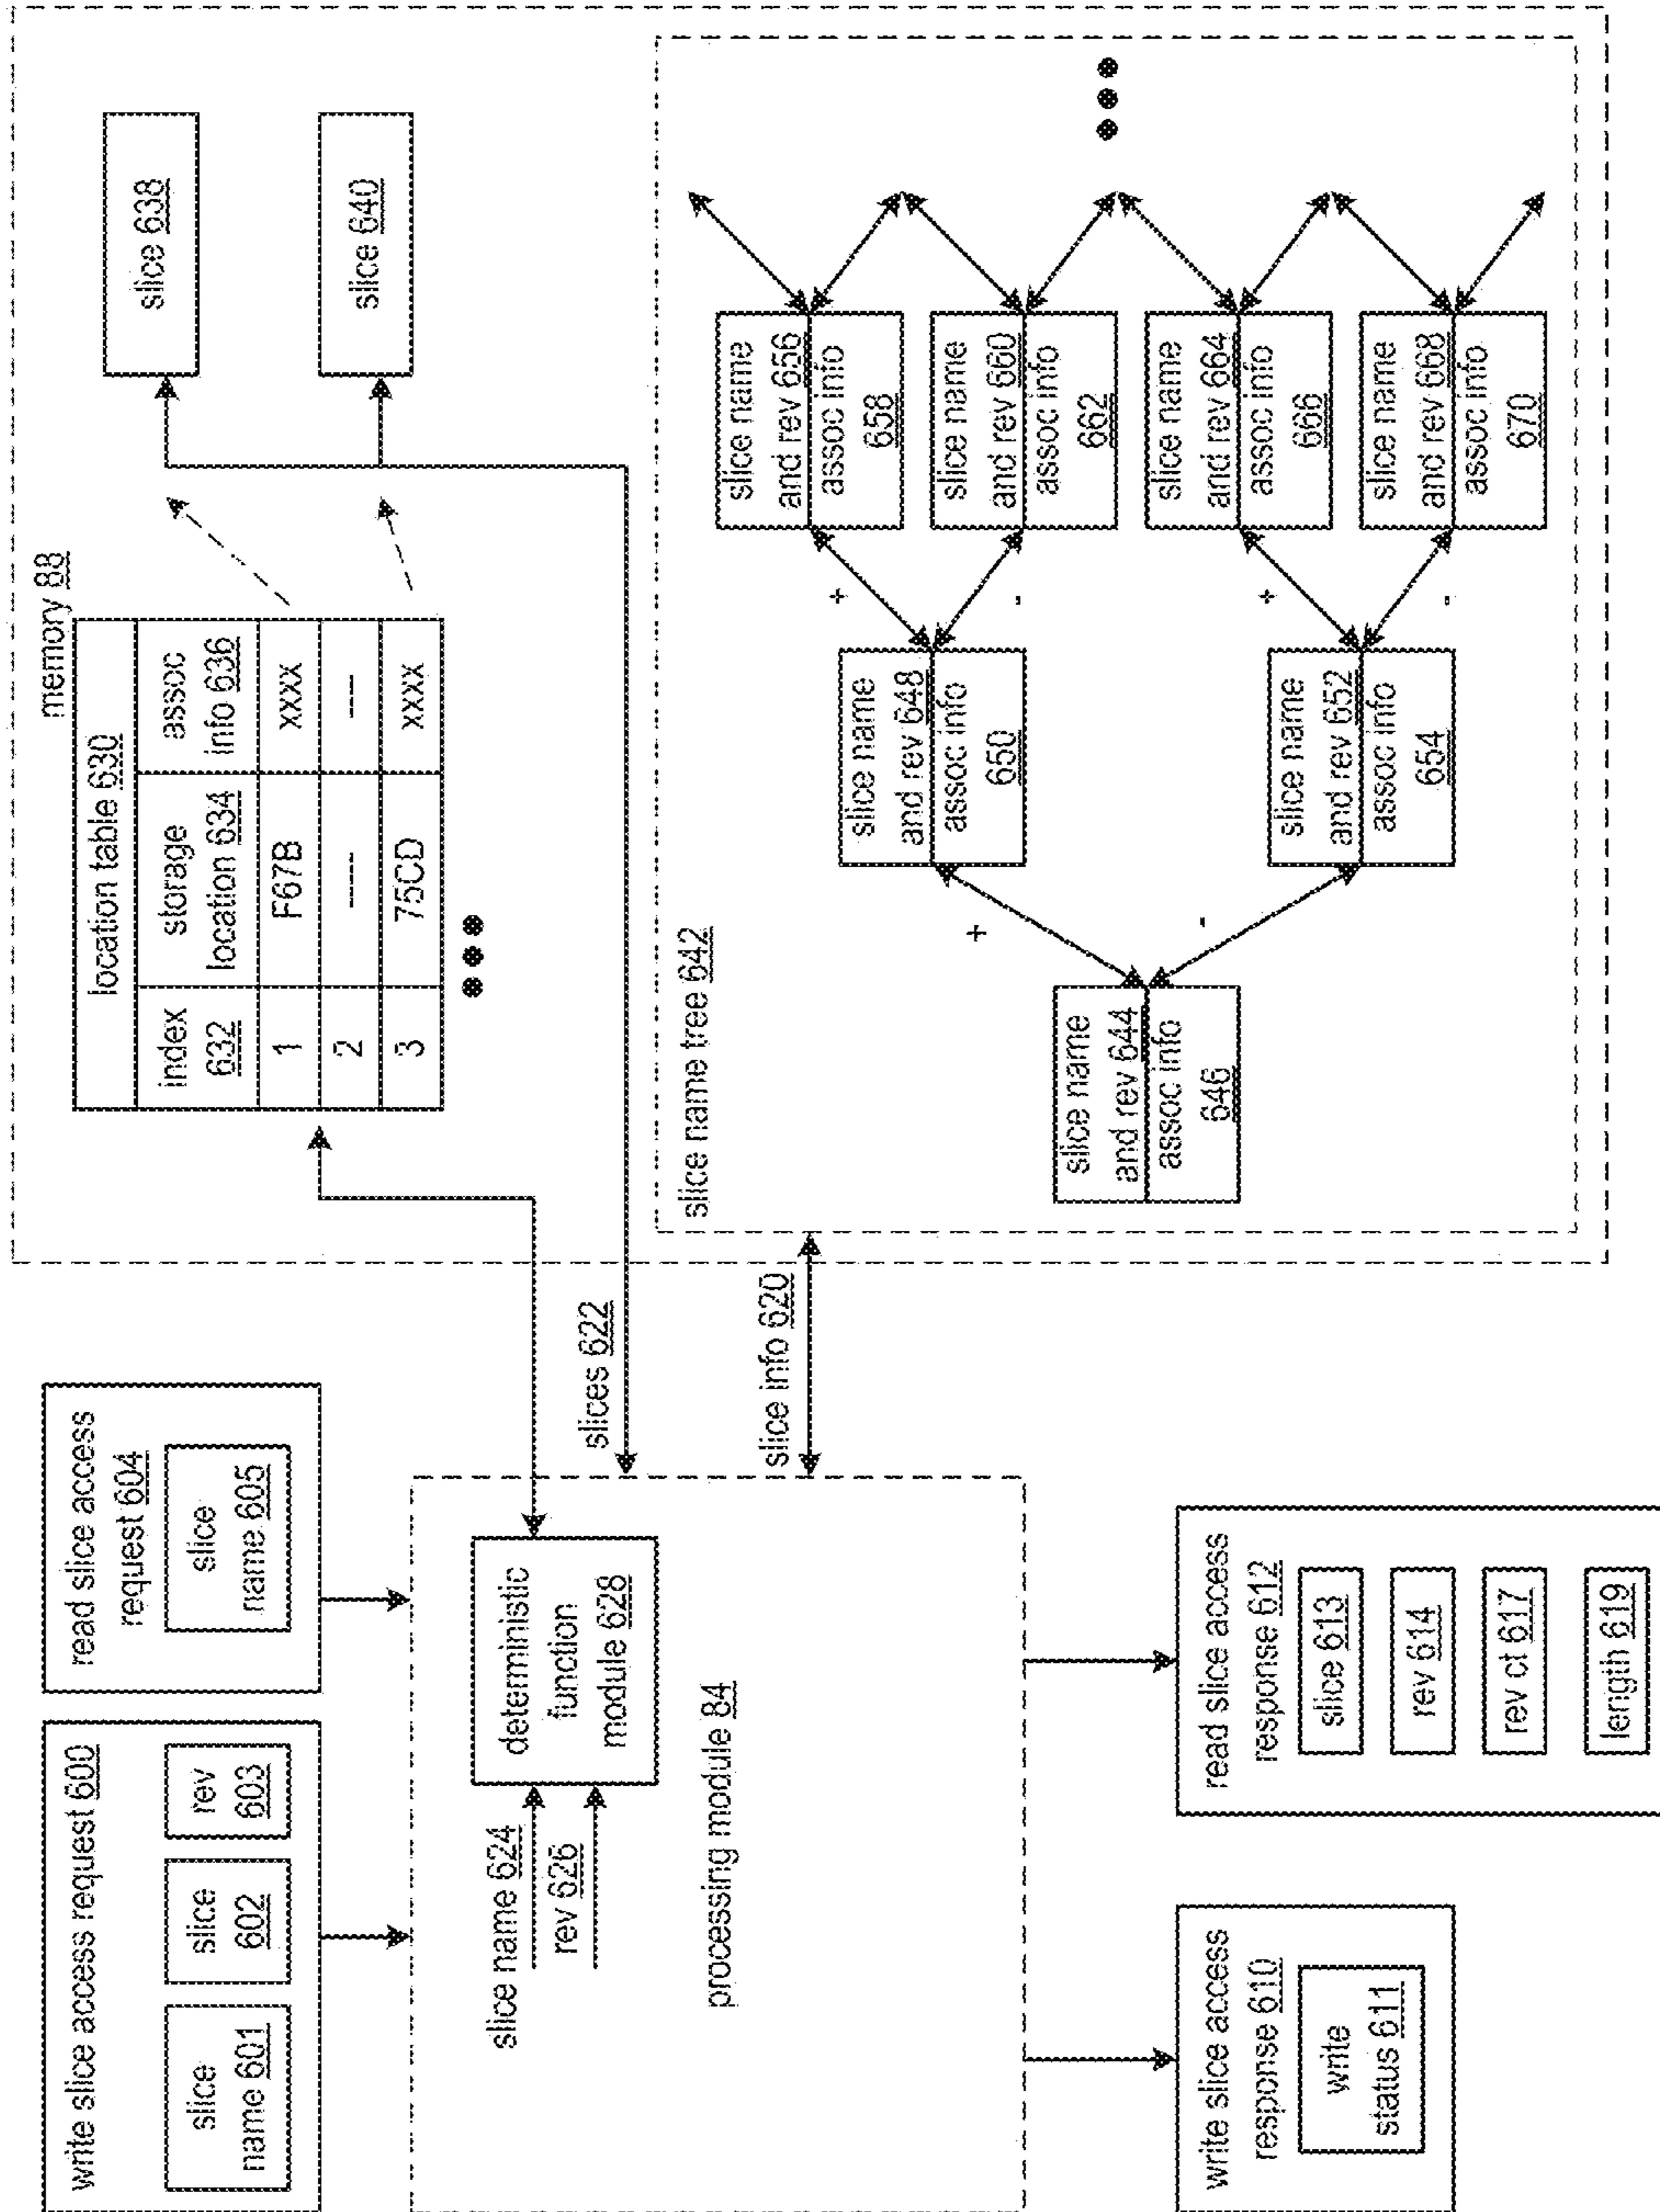 write slice access request 600
slice
name 601
slice
602
rev
603
read slice access
request 604
slice
name 605
slice name 624
rev 626
deterministic
function
module 628
processing module 84
write slice access
response 610
write
status 611
read slice access
response 612
slice 613
rev 614
rev ct 617
length 619
slices 622
slice info 620
memory 88
location table 630
index
632
storage
location 634
assoc
info 636
1 F67B xxxx
2 ---- ----
3 75CD xxxx
slice 638
slice 640
slice name tree 642
slice name
and rev 644
assoc info
646
+
-
slice name
and rev 648
assoc info
650
slice name
and rev 652
assoc info
654
+
-
+
-
slice name
and rev 656
assoc info
658
slice name
and rev 660
assoc info
662
slice name
and rev 664
assoc info
666
slice name
and rev 668
assoc info
670